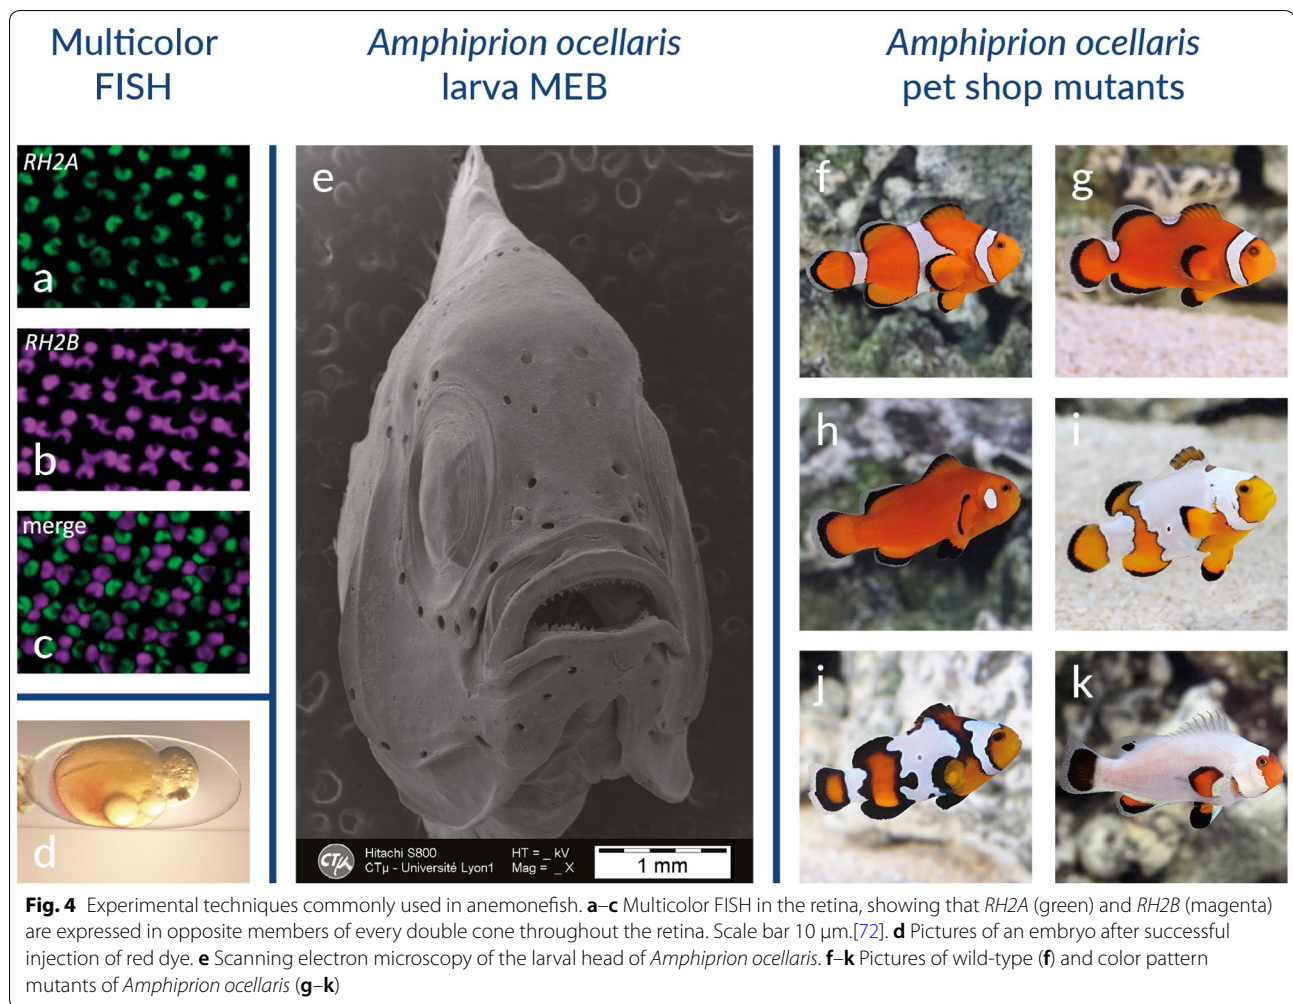 Multicolor
FISH
Amphiprion ocellaris
larva MEB
Amphiprion ocellaris
pet shop mutants
RH2A
a
RH2B
b
merge
c
d
e
CTµ
Hitachi S800
CTµ - Université Lyon1
HT = _ kV
Mag = _ X
1 mm
f
g
h
i
j
k
Fig. 4 Experimental techniques commonly used in anemonefish. a–c Multicolor FISH in the retina, showing that RH2A (green) and RH2B (magenta)
are expressed in opposite members of every double cone throughout the retina. Scale bar 10 µm.[72]. d Pictures of an embryo after successful
injection of red dye. e Scanning electron microscopy of the larval head of Amphiprion ocellaris. f–k Pictures of wild-type (f) and color pattern
mutants of Amphiprion ocellaris (g–k)